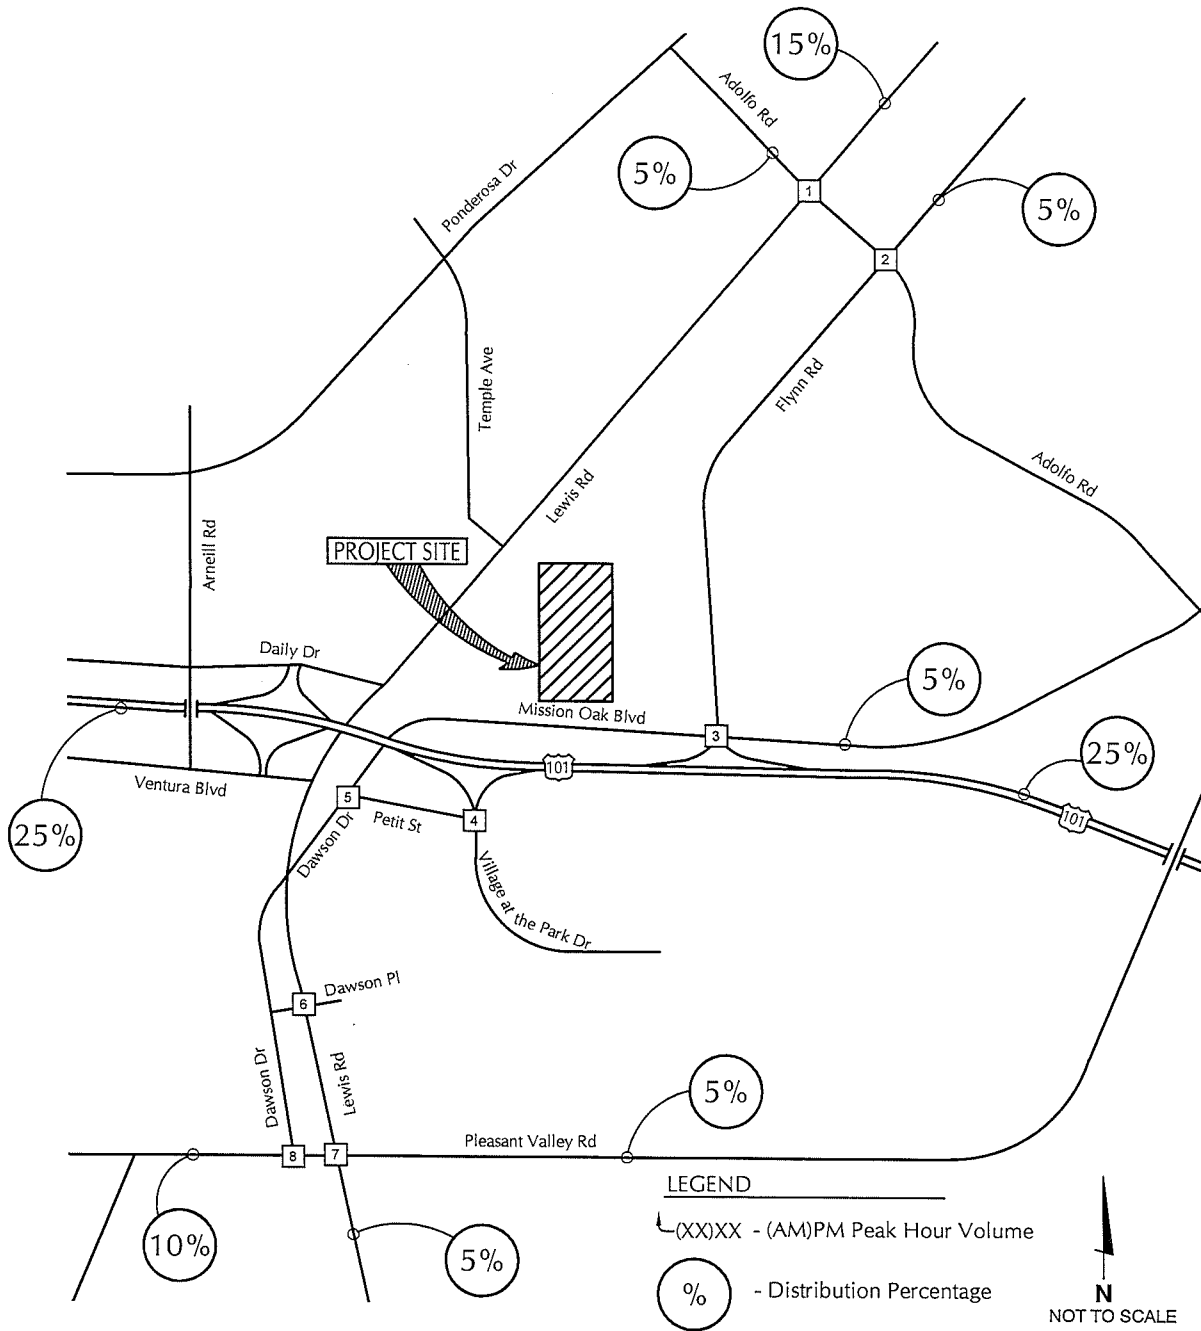 15%
Adolfo Rd
5%
Ponderosa Dr
1
5%
2
Temple Ave
Flynn Rd
Adolfo Rd
Lewis Rd
Arneill Rd
PROJECT SITE
Daily Dr
5%
Mission Oak Blvd
3
25%
101
Ventura Blvd
5
Petit St
4
101
25%
Dawson Dr
Village at the Park Dr
Dawson Pl
6
Dawson Dr
Lewis Rd
5%
Pleasant Valley Rd
8
7
10%
5%
LEGEND
(XX)XX - (AM)PM Peak Hour Volume
% - Distribution Percentage
N
NOT TO SCALE